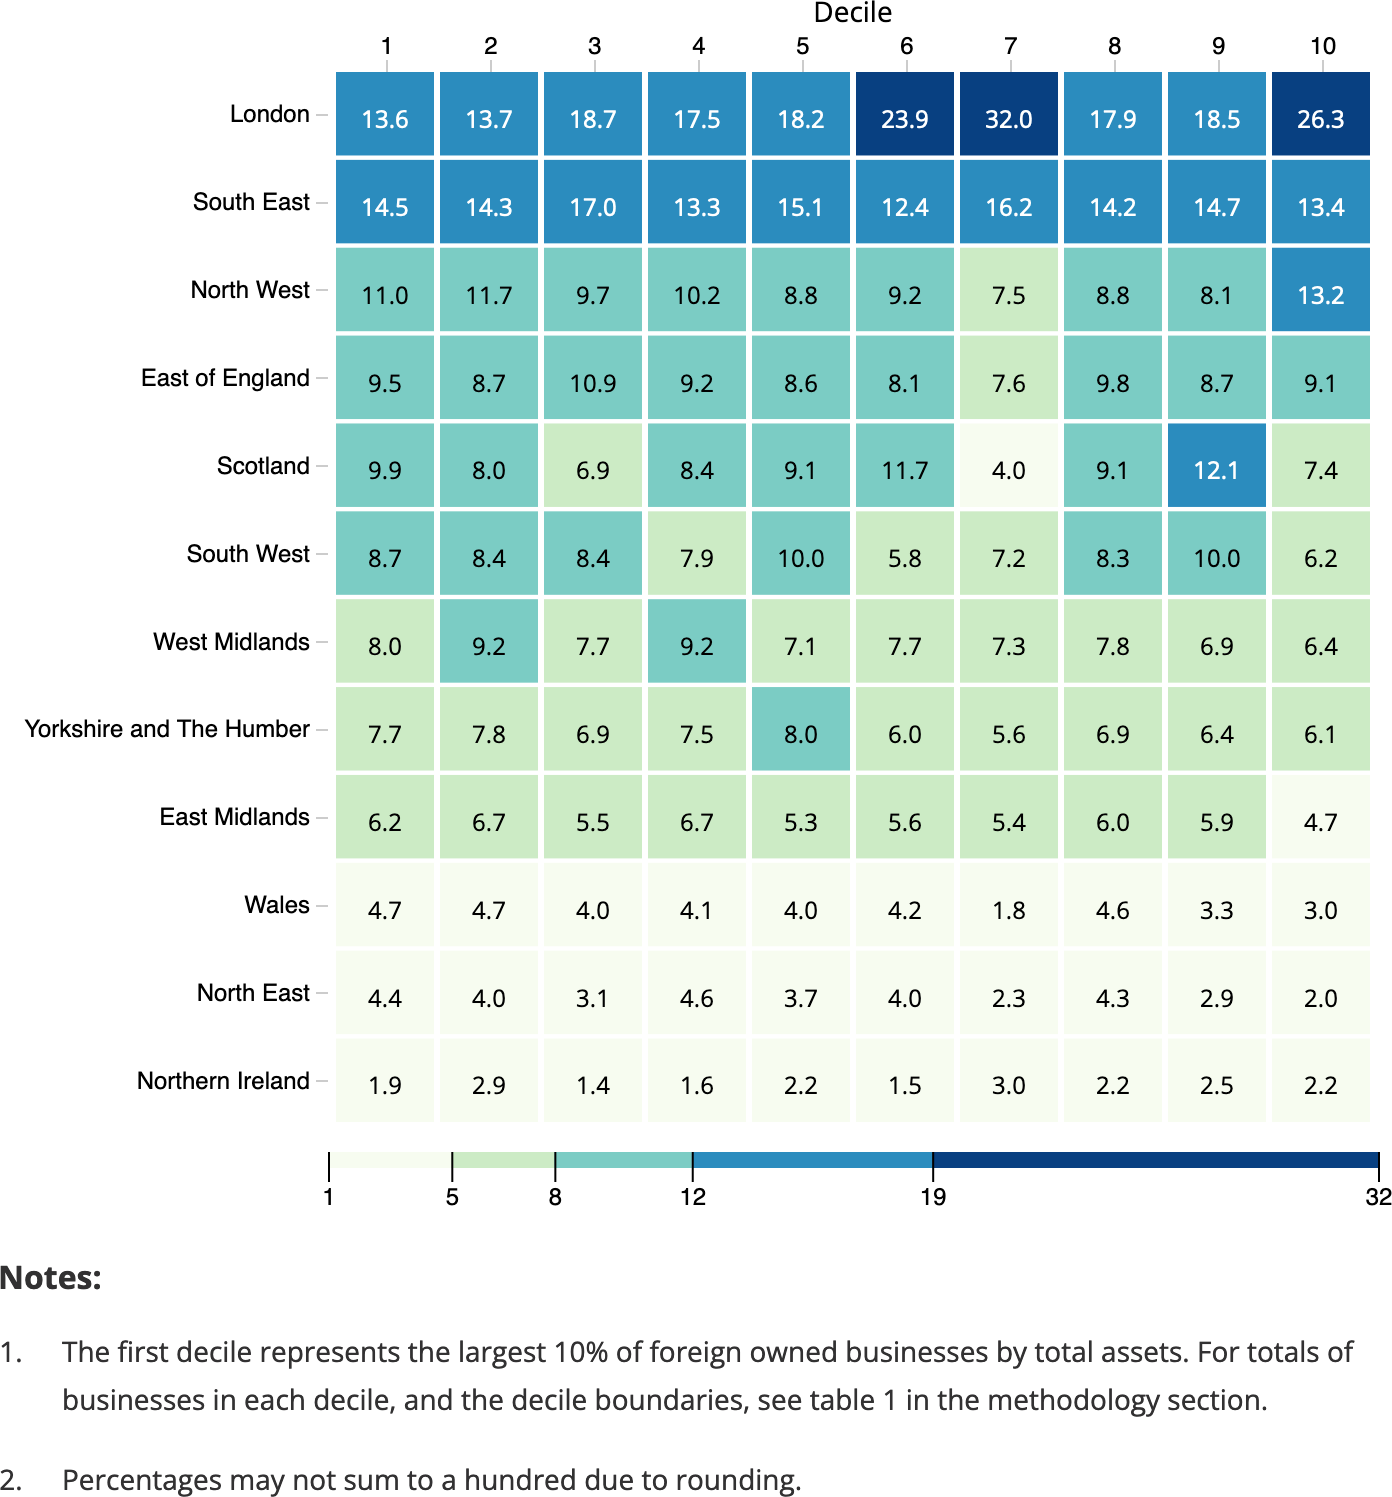 Decile
1 2 3 4 5 6 7 8 9 10
London 13.6 13.7 18.7 17.5 18.2 23.9 32.0 17.9 18.5 26.3
South East 14.5 14.3 17.0 13.3 15.1 12.4 16.2 14.2 14.7 13.4
North West 11.0 11.7 9.7 10.2 8.8 9.2 7.5 8.8 8.1 13.2
East of England 9.5 8.7 10.9 9.2 8.6 8.1 7.6 9.8 8.7 9.1
Scotland 9.9 8.0 6.9 8.4 9.1 11.7 4.0 9.1 12.1 7.4
South West 8.7 8.4 8.4 7.9 10.0 5.8 7.2 8.3 10.0 6.2
West Midlands 8.0 9.2 7.7 9.2 7.1 7.7 7.3 7.8 6.9 6.4
Yorkshire and The Humber 7.7 7.8 6.9 7.5 8.0 6.0 5.6 6.9 6.4 6.1
East Midlands 6.2 6.7 5.5 6.7 5.3 5.6 5.4 6.0 5.9 4.7
Wales 4.7 4.7 4.0 4.1 4.0 4.2 1.8 4.6 3.3 3.0
North East 4.4 4.0 3.1 4.6 3.7 4.0 2.3 4.3 2.9 2.0
Northern Ireland 1.9 2.9 1.4 1.6 2.2 1.5 3.0 2.2 2.5 2.2
1 5 8 12 19 32
Notes:
1. The first decile represents the largest 10% of foreign owned businesses by total assets. For totals of
businesses in each decile, and the decile boundaries, see table 1 in the methodology section.
2. Percentages may not sum to a hundred due to rounding.